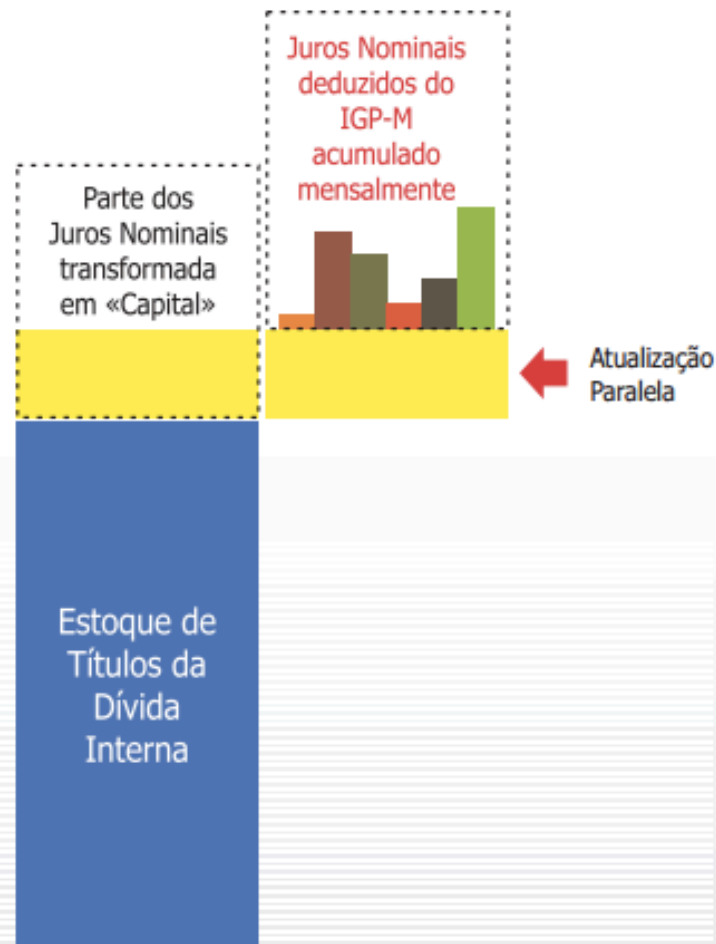 Juros Nominais
deduzidos do
IGP-M
acumulado
mensalmente
Parte dos
Juros Nominais
transformada
em «Capital»
Atualização
Paralela
Estoque de
Títulos da
Dívida
Interna